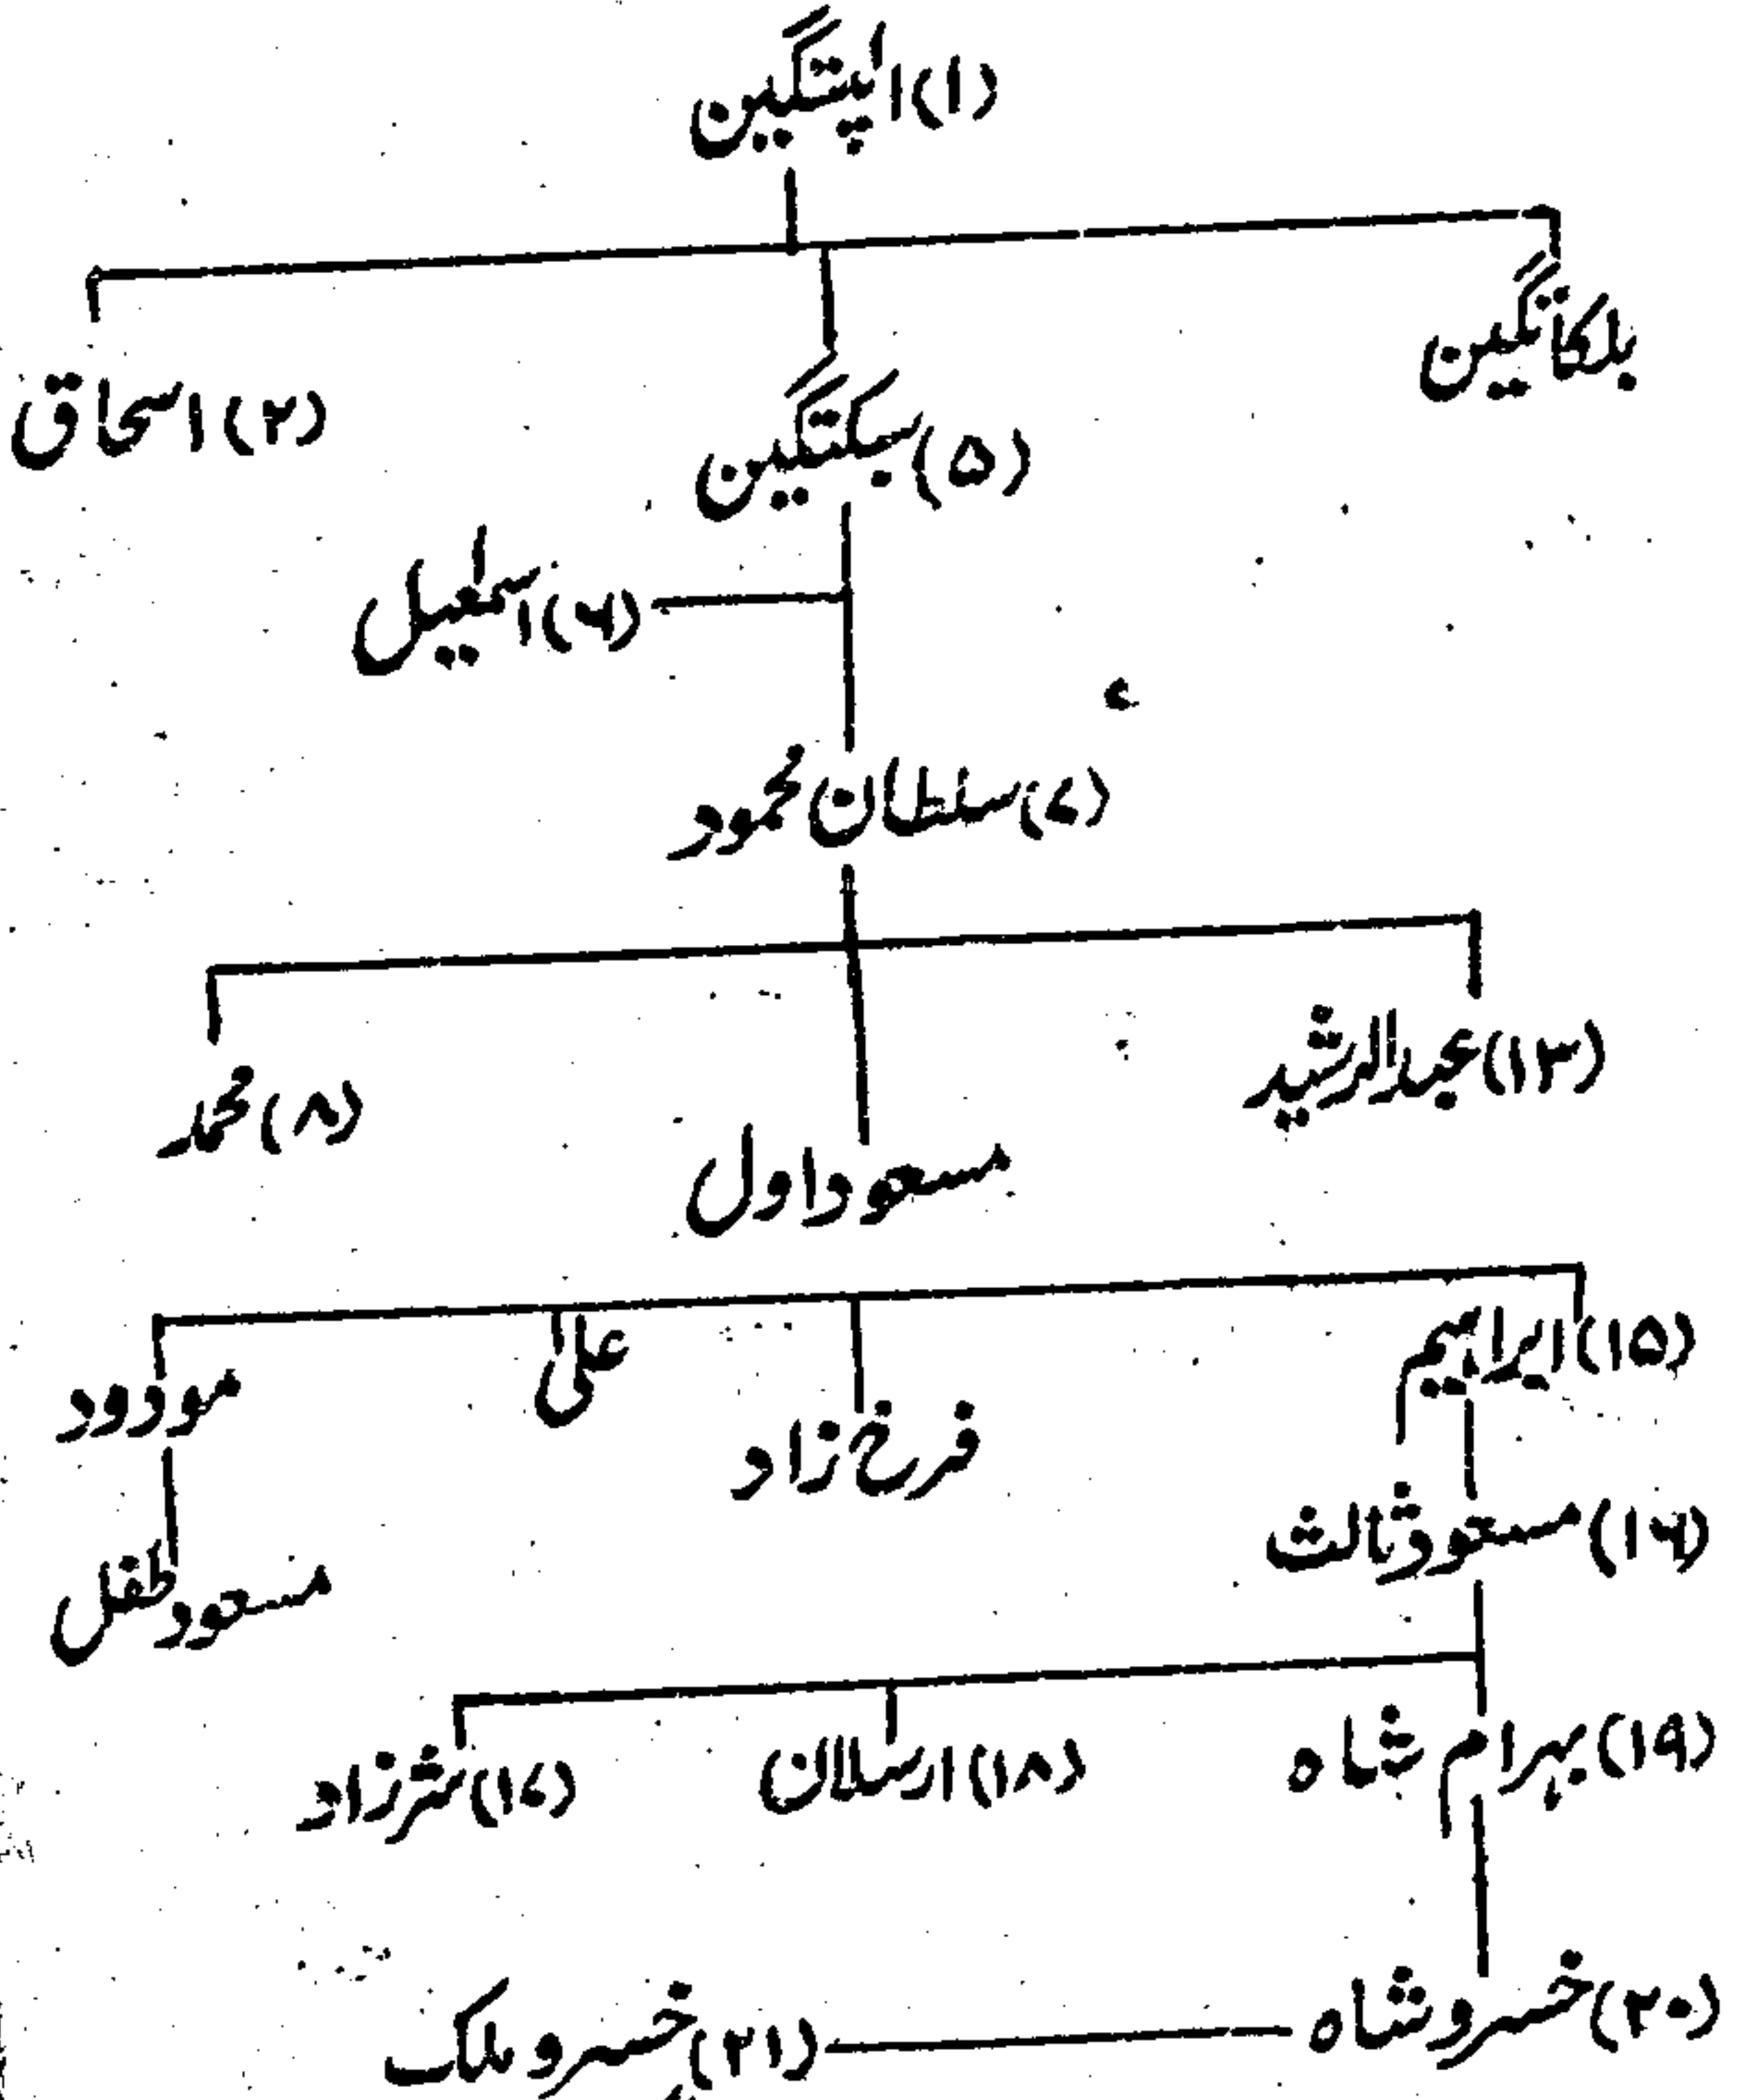 (۱) الپتگین
بلکاتگین
(۲) اسحاق
(۵) سبکتگین
(۶) اسمٰعیل
(۷) سلطان محمود
(۱۳) عبدالرشید
(۸) محمد
مسعود اول
(۱۵) ابراہیم
علی
مودود
فرخ زاد
(۱۶) مسعود ثالث
مسعود طفل
(۱۹) بہرام شاہ
(۱۸) ارسلان
(۱۷) شرزاد
(۲۰) خسرو شاہ
(۲۱) خسرو ملک